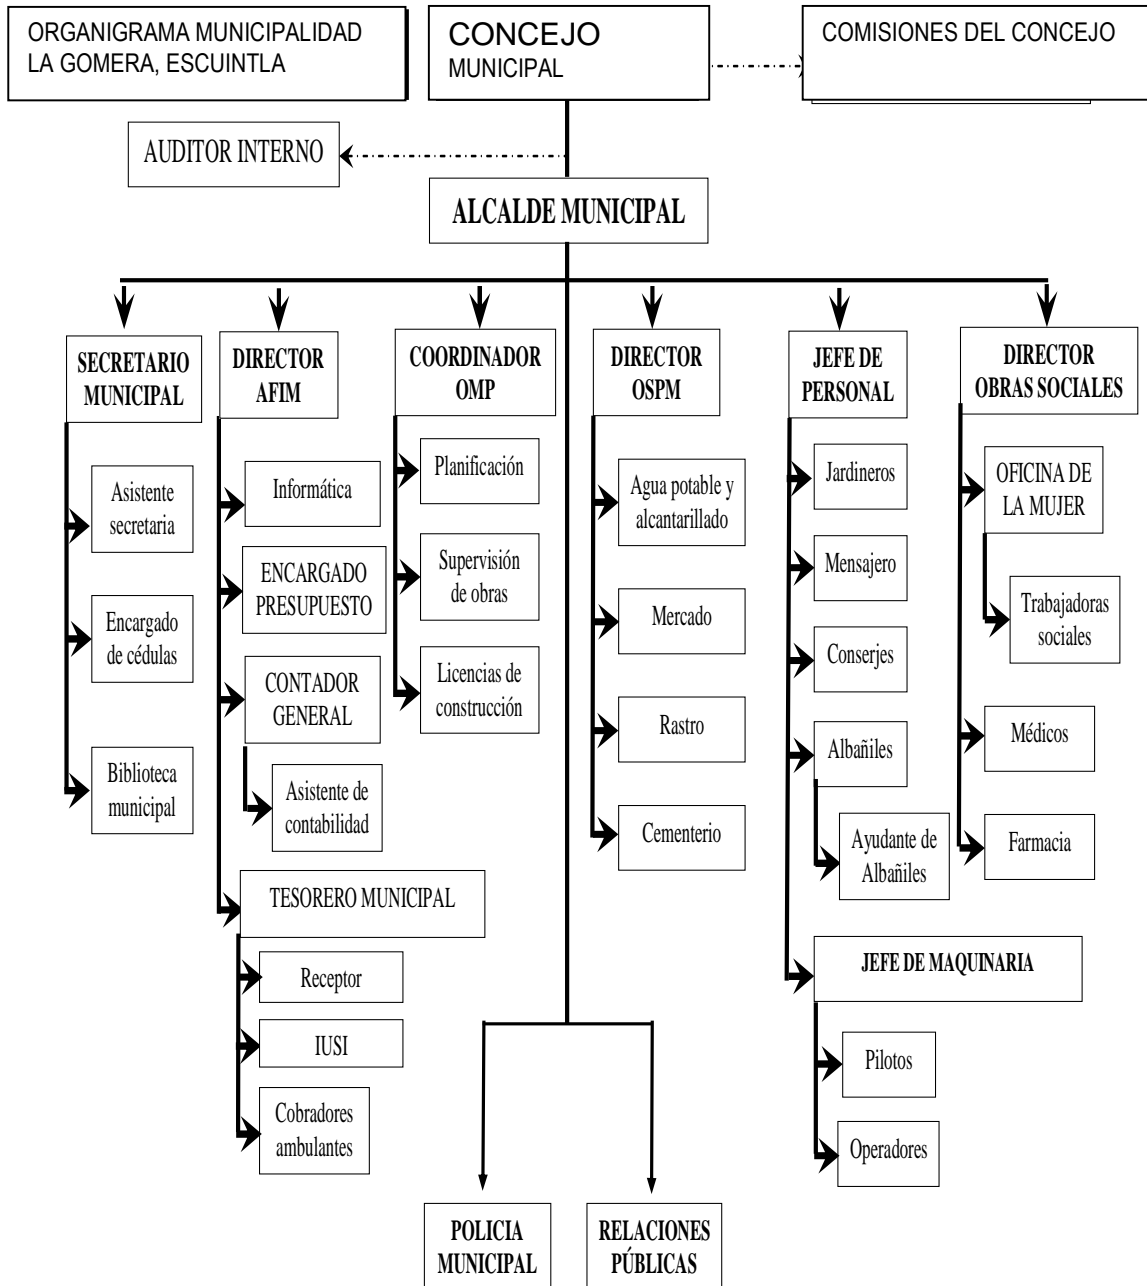 ORGANIGRAMA MUNICIPALIDAD
LA GOMERA, ESCUINTLA
CONCEJO
MUNICIPAL
COMISIONES DEL CONCEJO
AUDITOR INTERNO
ALCALDE MUNICIPAL
SECRETARIO
MUNICIPAL
Asistente
secretaria
Encargado
de cédulas
Biblioteca
municipal
DIRECTOR
AFIM
Informática
ENCARGADO
PRESUPUESTO
CONTADOR
GENERAL
Asistente de
contabilidad
TESORERO MUNICIPAL
Receptor
IUSI
Cobradores
ambulantes
COORDINADOR
OMP
Planificación
Supervisión
de obras
Licencias de
construcción
DIRECTOR
OSPM
Agua potable y
alcantarillado
Mercado
Rastro
Cementerio
JEFE DE
PERSONAL
Jardineros
Mensajero
Conserjes
Albañiles
Ayudante de
Albañiles
JEFE DE MAQUINARIA
Pilotos
Operadores
DIRECTOR
OBRAS SOCIALES
OFICINA DE
LA MUJER
Trabajadoras
sociales
Médicos
Farmacia
POLICIA
MUNICIPAL
RELACIONES
PÚBLICAS